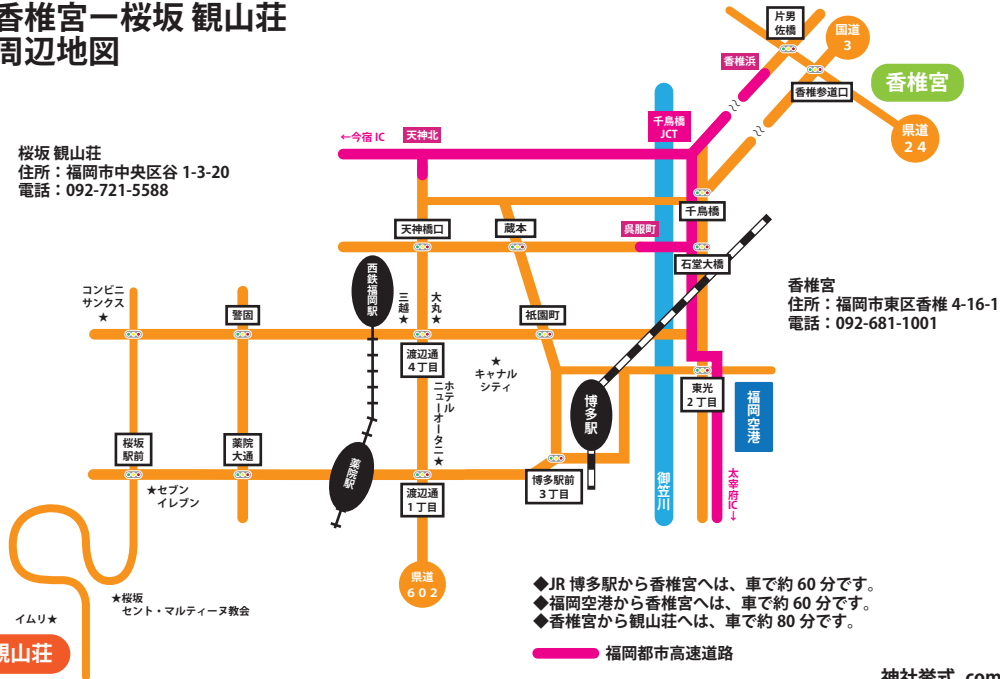 香椎宮ー桜坂 観山荘
周辺地図
片男
佐橋
国道
3
香椎浜
香椎宮
香椎参道口
県道
24
千鳥橋
JCT
←今宿 IC
天神北
桜坂 観山荘
住所：福岡市中央区谷 1-3-20
電話：092-721-5588
千鳥橋
天神橋口
蔵本
呉服町
石堂大橋
西鉄福岡駅
コンビニ
サンクス
★
警固
三越★
大丸★
祇園町
香椎宮
住所：福岡市東区香椎 4-16-1
電話：092-681-1001
渡辺通
4丁目
★
キャナル
シティ
ホテル
ニューオータニ★
博多駅
東光
2丁目
福岡空港
桜坂
駅前
薬院
大通
薬院駅
★セブン
イレブン
渡辺通
1丁目
博多駅前
3丁目
御笠川
太宰府IC→
県道
602
★桜坂
セント・マルティーヌ教会
イムリ★
観山荘
◆JR 博多駅から香椎宮へは、車で約 60 分です。
◆福岡空港から香椎宮へは、車で約 60 分です。
◆香椎宮から観山荘へは、車で約 80 分です。
福岡都市高速道路
神社挙式.com